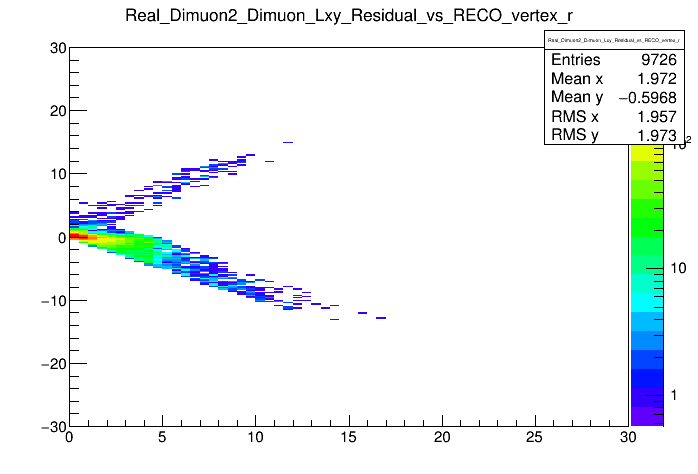 Real_Dimuon2_Dimuon_Lxy_Residual_vs_RECO_vertex_r
Real_Dimuon2_Dimuon_Lxy_Residual_vs_RECO_vertex_r
Entries 9726
Mean x 1.972
Mean y −0.5968
RMS x 1.957
RMS y 1.973
30
20
10
0
−10
−20
−30
0 5 10 15 20 25 30
10
1